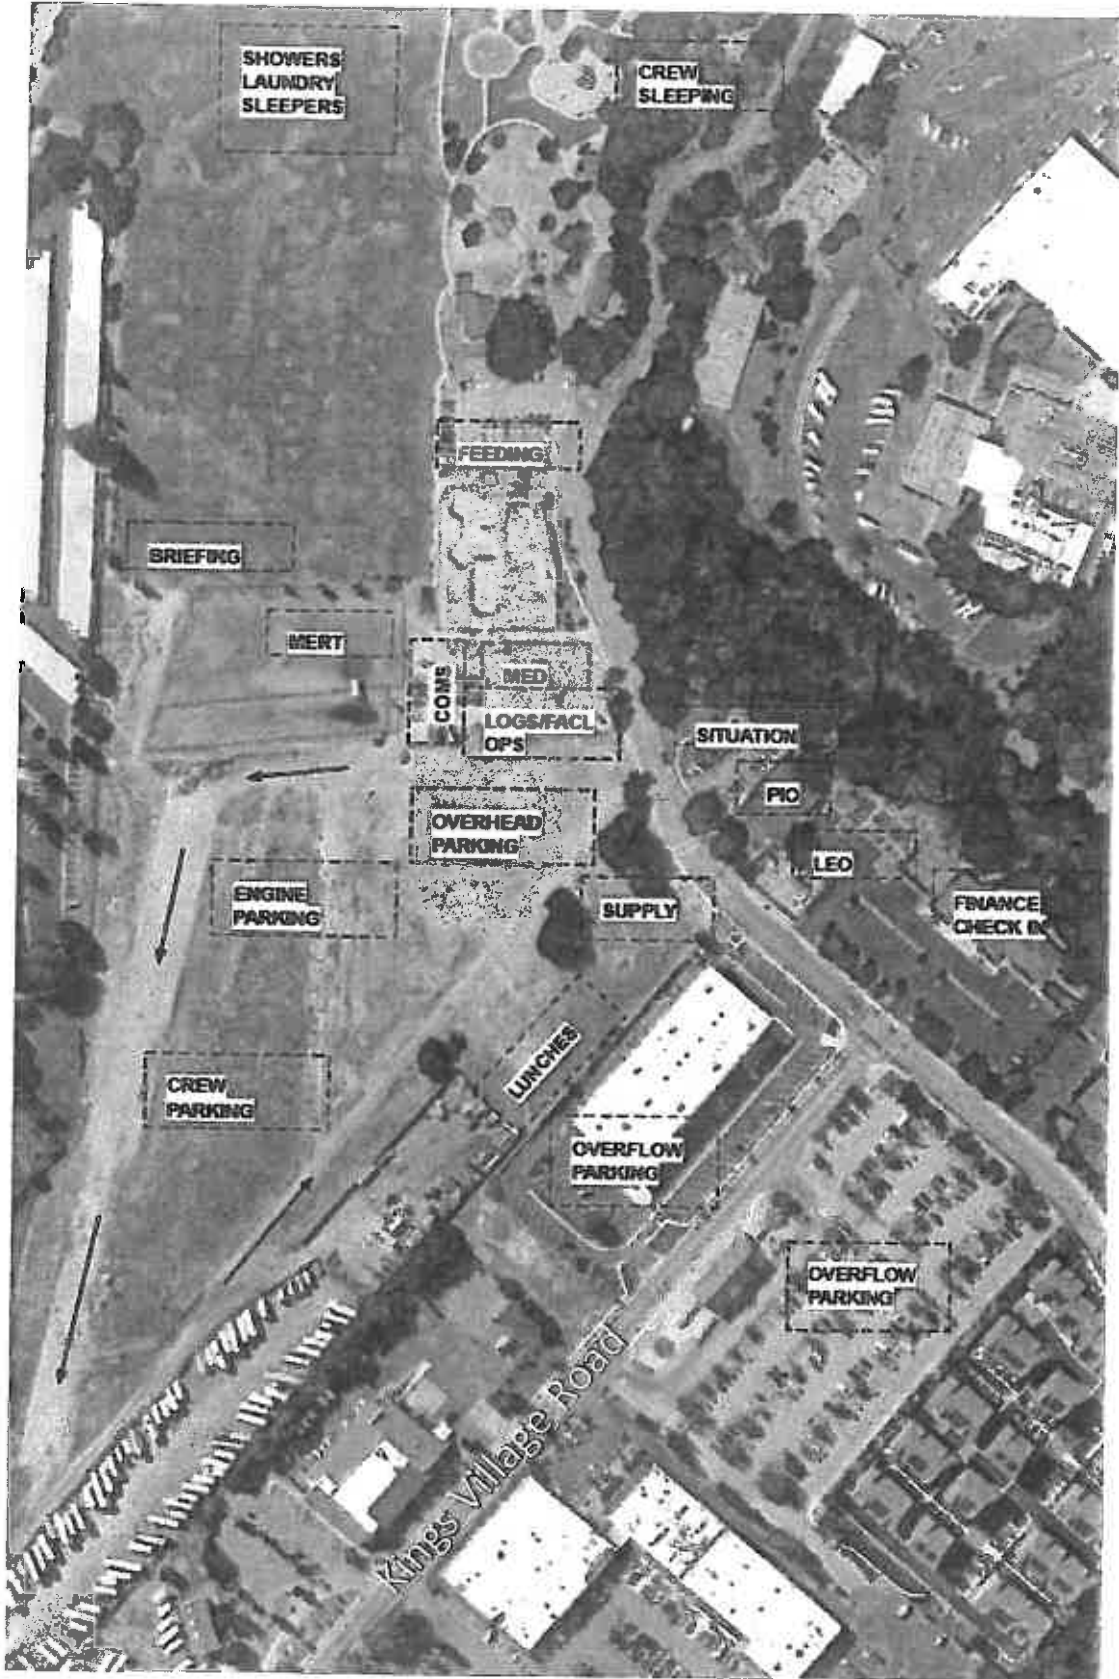 SHOWERS
LAUNDRY
SLEEPERS
CREW
SLEEPING
FEEDING
BRIEFING
MERT
COMS
MED
LOGS/FACL
OPS
SITUATION
PIO
OVERHEAD
PARKING
LEO
ENGINE
PARKING
SUPPLY
FINANCE
CHECK IN
LUNCHES
CREW
PARKING
OVERFLOW
PARKING
OVERFLOW
PARKING
Kings Village Road